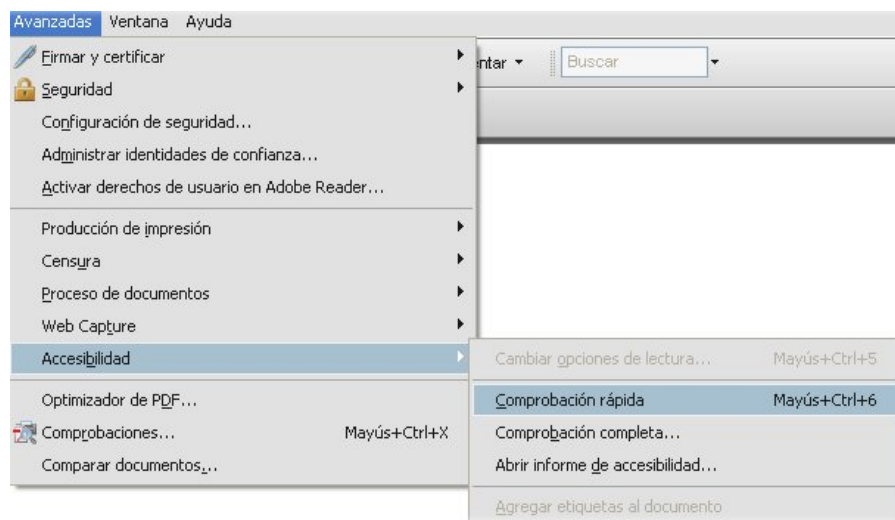 Avanzadas Ventana Ayuda
Firmar y certificar
ntar
Buscar
Seguridad
Configuración de seguridad...
Administrar identidades de confianza...
Activar derechos de usuario en Adobe Reader...
Producción de impresión
Censura
Proceso de documentos
Web Capture
Accesibilidad
Cambiar opciones de lectura... Mayús+Ctrl+5
Optimizador de PDF...
Comprobación rápida Mayús+Ctrl+6
Comprobaciones... Mayús+Ctrl+X
Comprobación completa...
Comparar documentos...
Abrir informe de accesibilidad...
Agregar etiquetas al documento